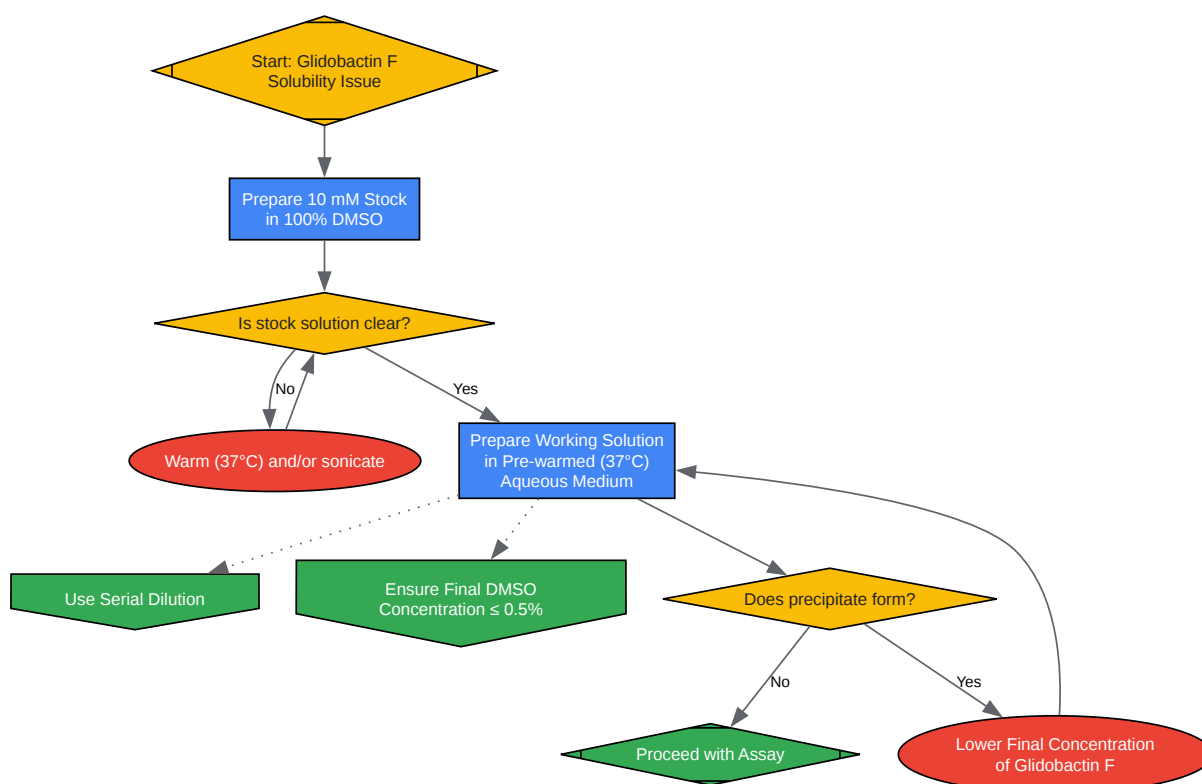 Start: Glidobactin F
Solubility Issue
Prepare 10 mM Stock
in 100% DMSO
Is stock solution clear?
No
Yes
Warm (37°C) and/or sonicate
Prepare Working Solution
in Pre-warmed (37°C)
Aqueous Medium
Use Serial Dilution
Ensure Final DMSO
Concentration ≤ 0.5%
Does precipitate form?
No
Yes
Proceed with Assay
Lower Final Concentration
of Glidobactin F